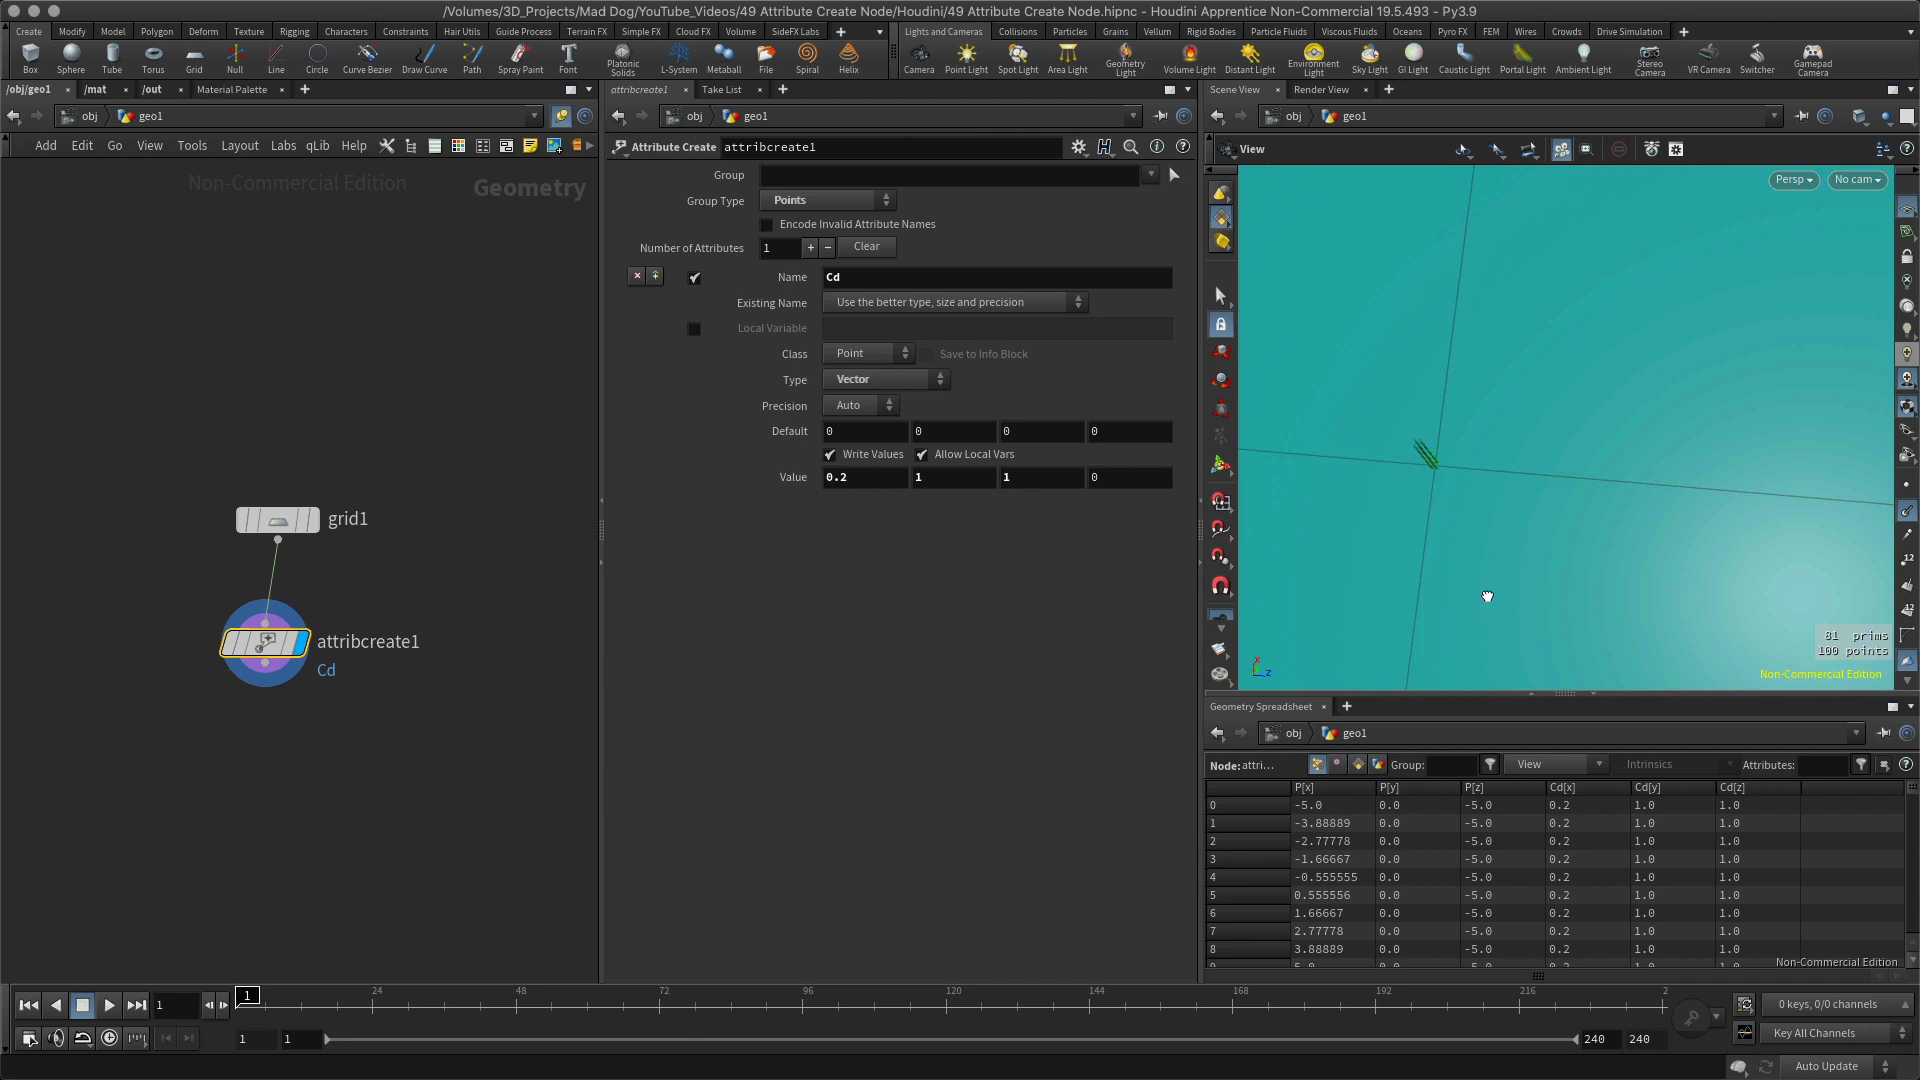 /Volumes/3D_Projects/Mad Dog/YouTube_Videos/49 Attribute Create Node/Houdini/49 Attribute Create Node.hipnc - Houdini Apprentice Non-Commercial 19.5.493 - Py3.9
Create Modify Model Polygon Deform Texture Rigging Characters Constraints Hair Utils Guide Process Terrain FX Simple FX Cloud FX Volume SideFX Labs
Lights and Cameras Collisions Particles Grains Vellum Rigid Bodies Particle Fluids Viscous Fluids Oceans Pyro FX FEM Wires Crowds Drive Simulation
Box Sphere Tube Torus Grid Null Line Circle Curve Bezier Draw Curve Path Spray Paint Font Platonic Solids L-System Metaball File Spiral Helix
Camera Point Light Spot Light Area Light Geometry Light Volume Light Distant Light Environment Light Sky Light GI Light Caustic Light Portal Light Ambient Light Stereo Camera VR Camera Switcher Gamepad Camera
/obj/geo1 /mat /out Material Palette
obj geo1
Add Edit Go View Tools Layout Labs qLib Help
Non-Commercial Edition
Geometry
grid1
attribcreate1
Cd
attribcreate1 Take List
obj geo1
Attribute Create attribcreate1
Group
Group Type Points
Encode Invalid Attribute Names
Number of Attributes 1 + − Clear
Name Cd
Existing Name Use the better type, size and precision
Local Variable
Class Point Save to Info Block
Type Vector
Precision Auto
Default 0 0 0 0
Write Values Allow Local Vars
Value 0.2 1 1 0
Scene View Render View
obj geo1
View
Persp No cam
x
z
81 prims
100 points
Non-Commercial Edition
12
12
Geometry Spreadsheet
obj geo1
Node: attri... Group: View Intrinsics Attributes:
P[x] P[y] P[z] Cd[x] Cd[y] Cd[z]
0 -5.0 0.0 -5.0 0.2 1.0 1.0
1 -3.88889 0.0 -5.0 0.2 1.0 1.0
2 -2.77778 0.0 -5.0 0.2 1.0 1.0
3 -1.66667 0.0 -5.0 0.2 1.0 1.0
4 -0.555555 0.0 -5.0 0.2 1.0 1.0
5 0.555556 0.0 -5.0 0.2 1.0 1.0
6 1.66667 0.0 -5.0 0.2 1.0 1.0
7 2.77778 0.0 -5.0 0.2 1.0 1.0
8 3.88889 0.0 -5.0 0.2 1.0 1.0
Non-Commercial Edition
1
1 24 48 72 96 120 144 168 192 216 2
0 keys, 0/0 channels
1 1 240 240
Key All Channels
Auto Update